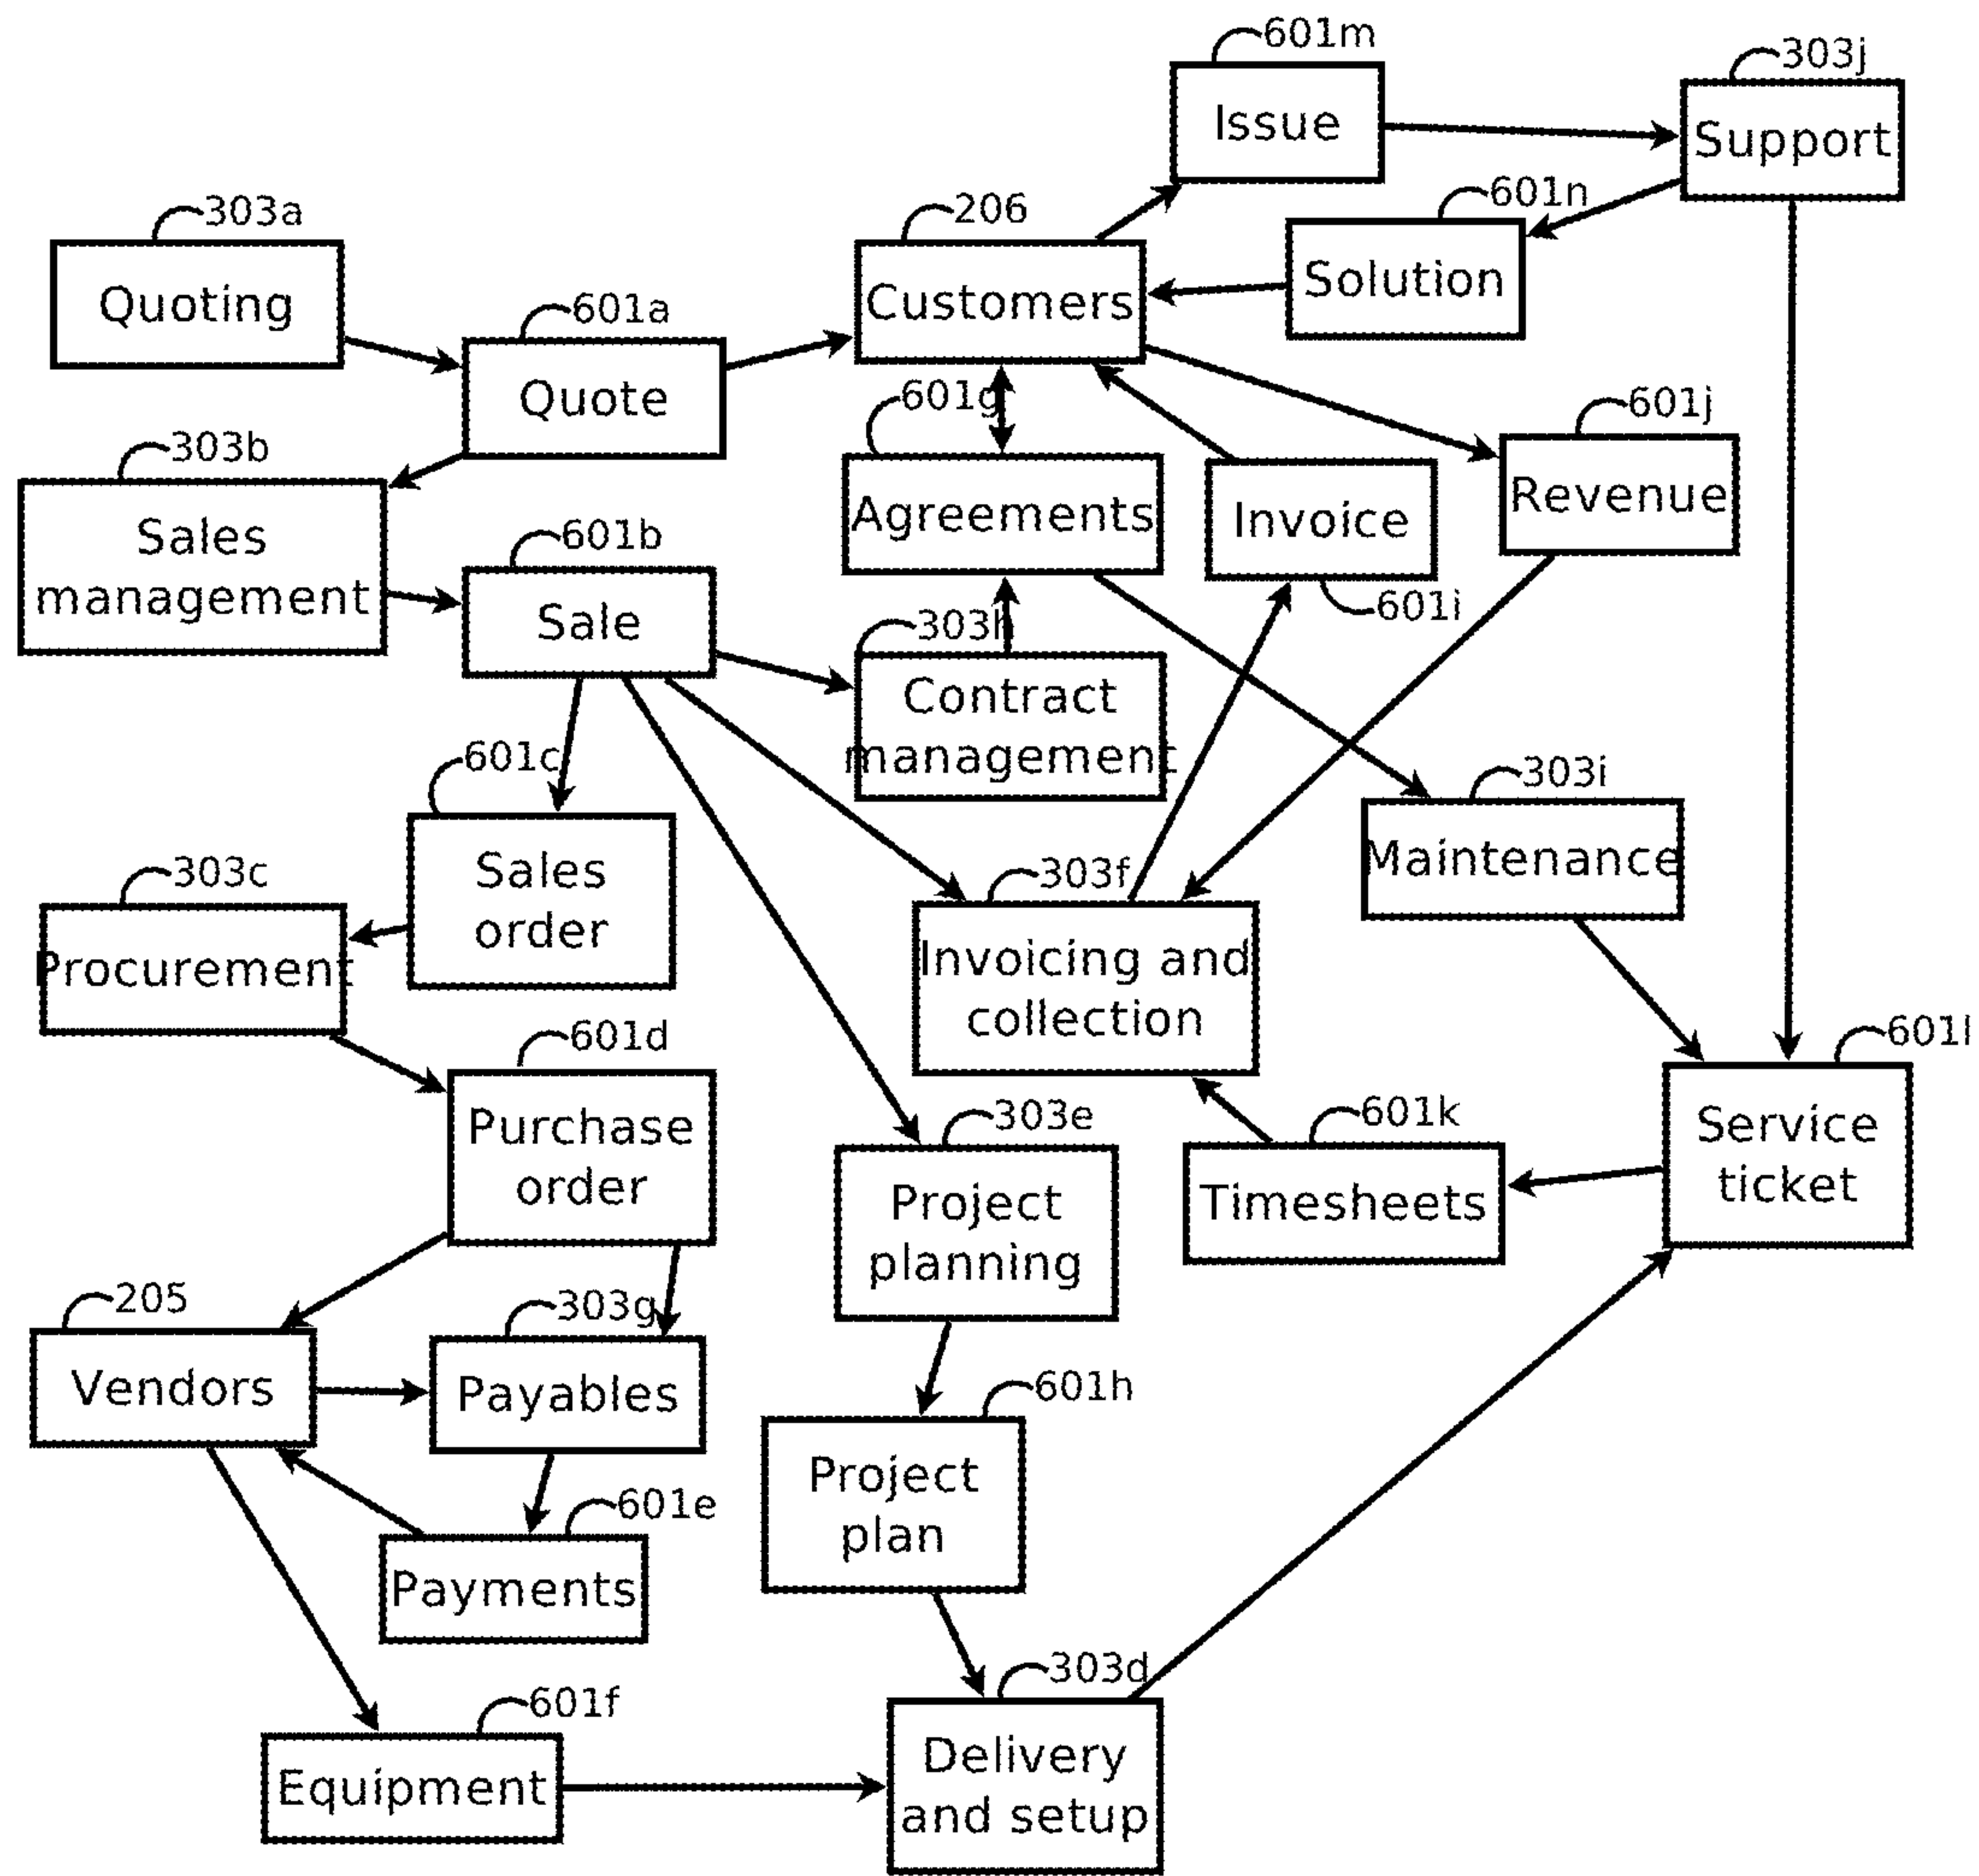 601m
Issue
303j
Support
601n
Solution
303a
Quoting
206
Customers
601a
Quote
601g
Agreements
601j
Revenue
303b
Sales
management
Invoice
601i
601b
Sale
303h
Contract
management
601c
Sales
order
303i
Maintenance
303c
Procurement
303f
Invoicing and
collection
601d
Purchase
order
601l
Service
ticket
303e
Project
planning
601k
Timesheets
205
Vendors
303g
Payables
601h
Project
plan
601e
Payments
303d
Delivery
and setup
601f
Equipment